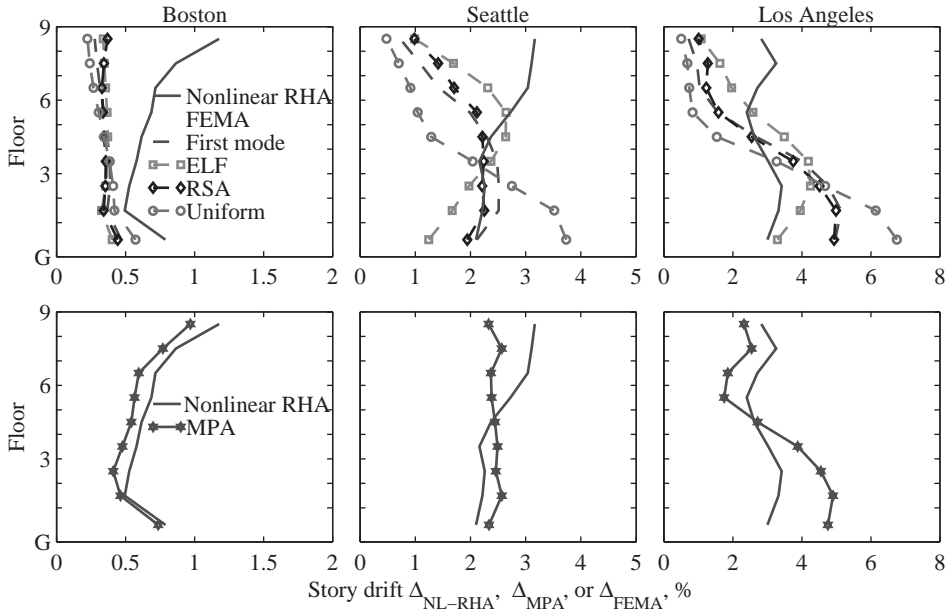 Boston
Seattle
Los Angeles
9
6
3
G
Floor
Nonlinear RHA
FEMA
First mode
ELF
RSA
Uniform
0 0.5 1 1.5 2
0 1 2 3 4 5
0 2 4 6 8
9
6
3
G
Floor
Nonlinear RHA
MPA
0 0.5 1 1.5 2
0 1 2 3 4 5
0 2 4 6 8
Story drift Δ_NL−RHA, Δ_MPA, or Δ_FEMA, %